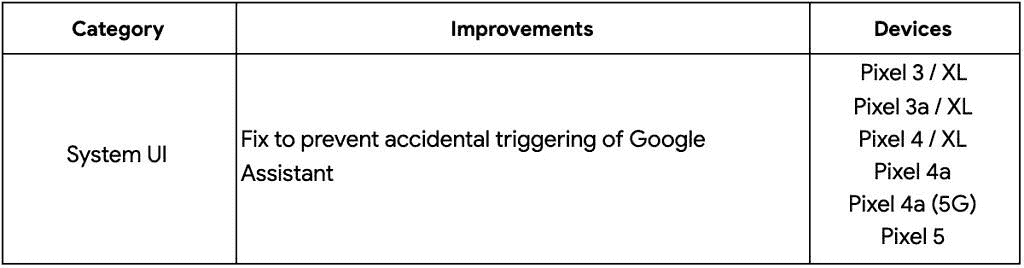 Category
Improvements
Devices
System UI
Fix to prevent accidental triggering of Google
Assistant
Pixel 3 / XL
Pixel 3a / XL
Pixel 4 / XL
Pixel 4a
Pixel 4a (5G)
Pixel 5